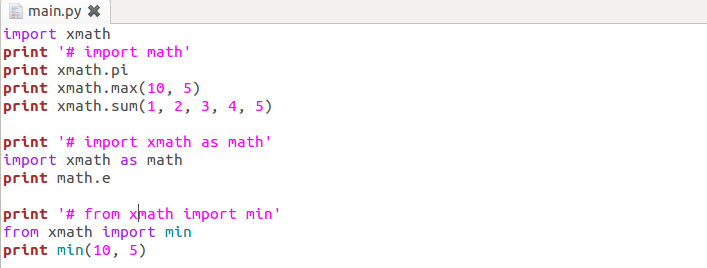 main.py
import xmath
print '# import math'
print xmath.pi
print xmath.max(10, 5)
print xmath.sum(1, 2, 3, 4, 5)
print '# import xmath as math'
import xmath as math
print math.e
print '# from xmath import min'
from xmath import min
print min(10, 5)